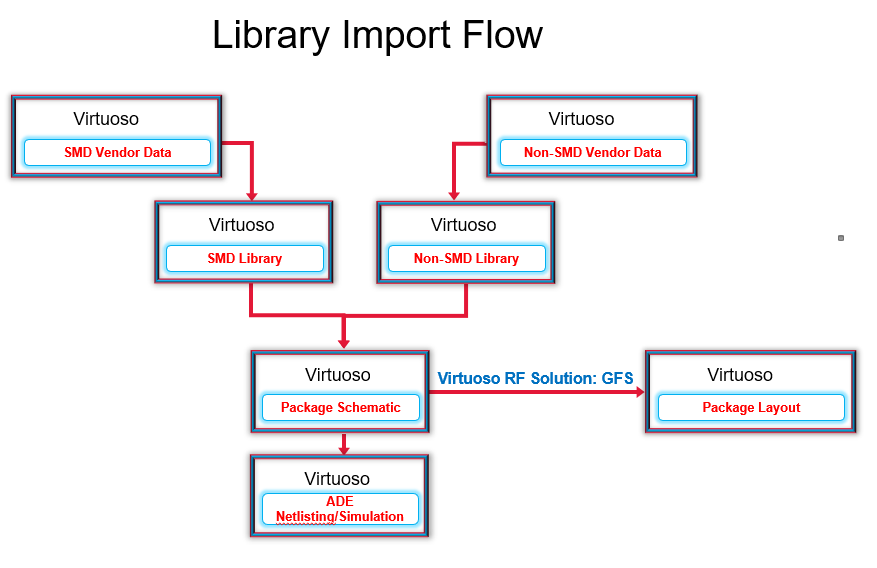 Library Import Flow
Virtuoso
SMD Vendor Data
Virtuoso
Non-SMD Vendor Data
Virtuoso
SMD Library
Virtuoso
Non-SMD Library
Virtuoso
Package Schematic
Virtuoso RF Solution: GFS
Virtuoso
Package Layout
Virtuoso
ADE
Netlisting/Simulation